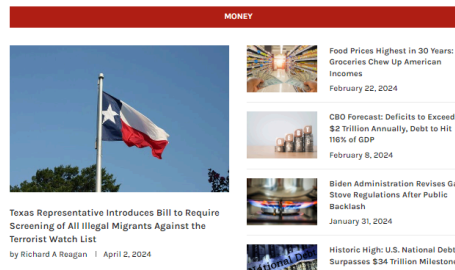 MONEY
Texas Representative Introduces Bill to Require
Screening of All Illegal Migrants Against the
Terrorist Watch List
by Richard A Reagan | April 2, 2024
Food Prices Highest in 30 Years:
Groceries Chew Up American
Incomes
February 22, 2024
CBO Forecast: Deficits to Exceed
$2 Trillion Annually, Debt to Hit
116% of GDP
February 8, 2024
Biden Administration Revises
Stove Regulations After Public
Backlash
January 31, 2024
Historic High: U.S. National Debt
Surpasses $34 Trillion Milestone